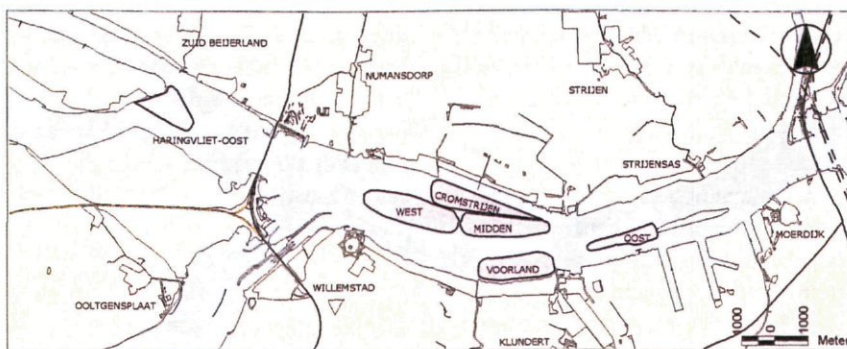 ZUID BEIJERLAND
NUMANSDORP
STRIJEN
HARINGVLIET-OOST
STRIJENSAS
CROMSTRIJEN
WEST
MIDDEN
OOST
MOERDIJK
VOORLAND
OOLTGENSPLAAT
WILLEMSTAD
KLUNDERT
1000 0 1000
Meter